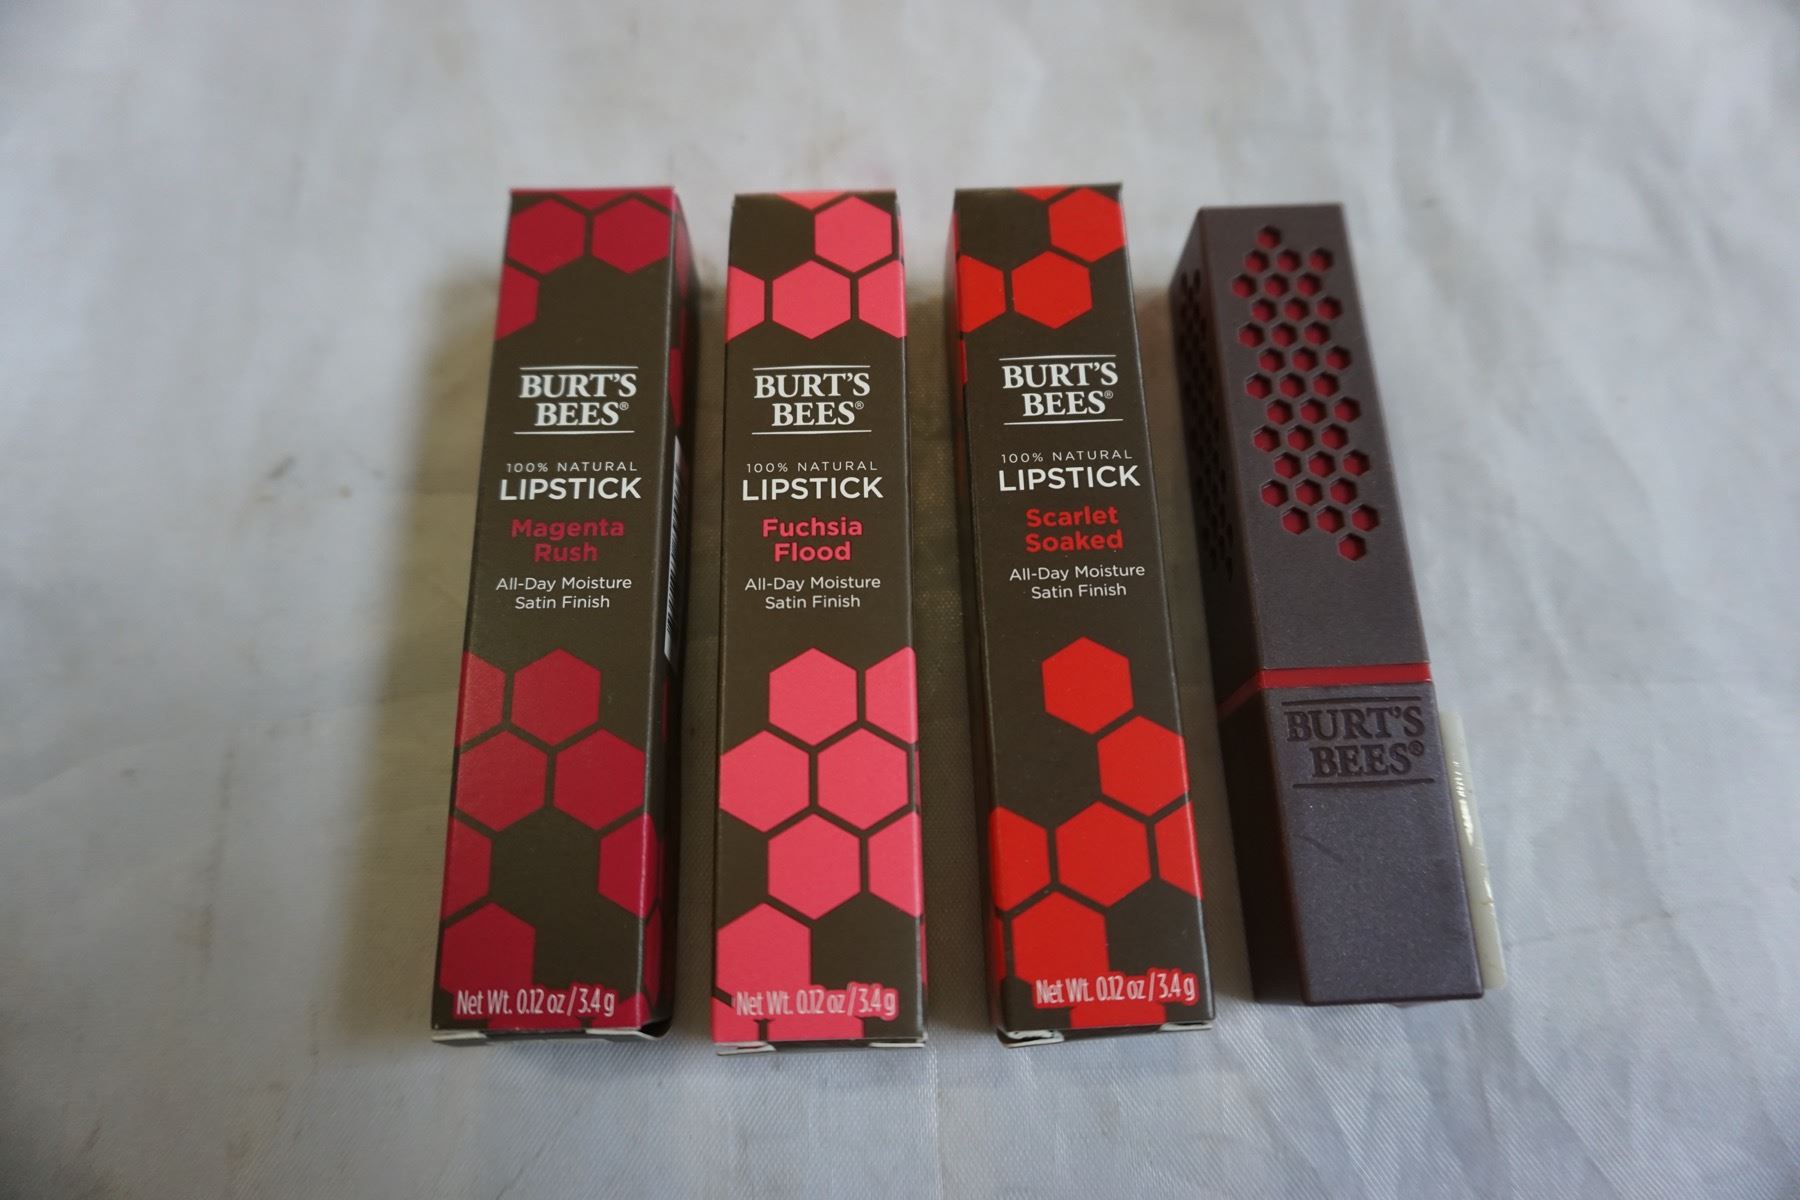 BURT'S
BEES®
100% NATURAL
LIPSTICK
Magenta
Rush
All-Day Moisture
Satin Finish
Net Wt. 0.12 oz / 3.4 g
BURT'S
BEES®
100% NATURAL
LIPSTICK
Fuchsia
Flood
All-Day Moisture
Satin Finish
Net Wt. 0.12 oz / 3.4 g
BURT'S
BEES®
100% NATURAL
LIPSTICK
Scarlet
Soaked
All-Day Moisture
Satin Finish
Net Wt. 0.12 oz / 3.4 g
BURT'S
BEES®